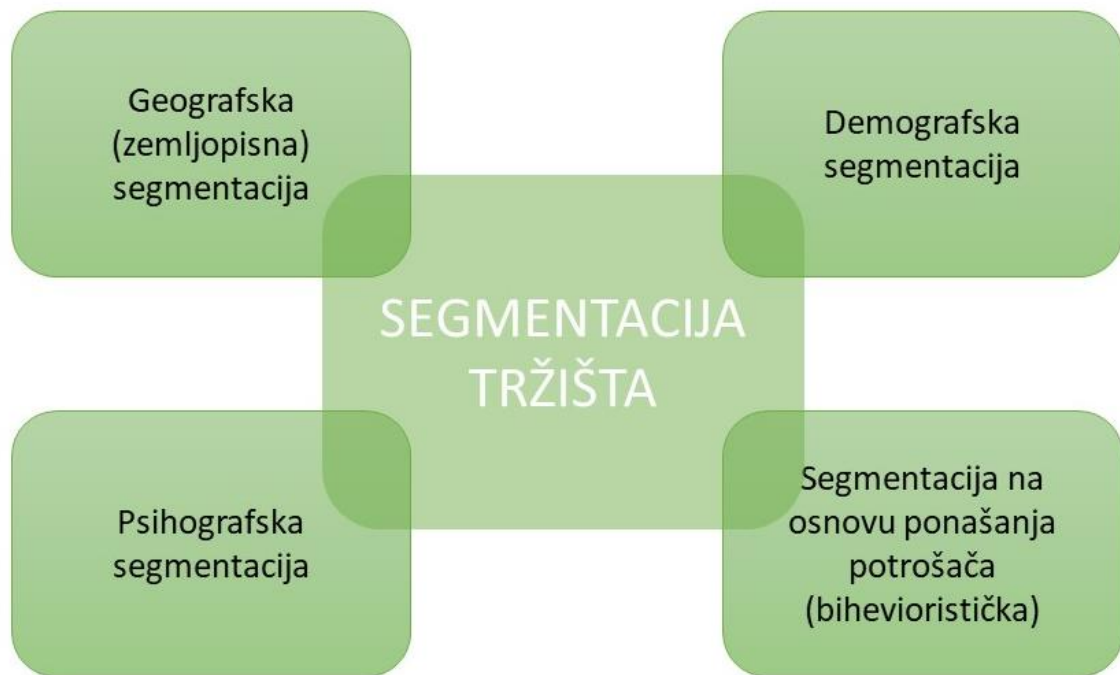 Geografska
(zemljopisna)
segmentacija
Demografska
segmentacija
SEGMENTACIJA
TRŽIŠTA
Psihografska
segmentacija
Segmentacija na
osnovu ponašanja
potrošača
(bihevioristička)